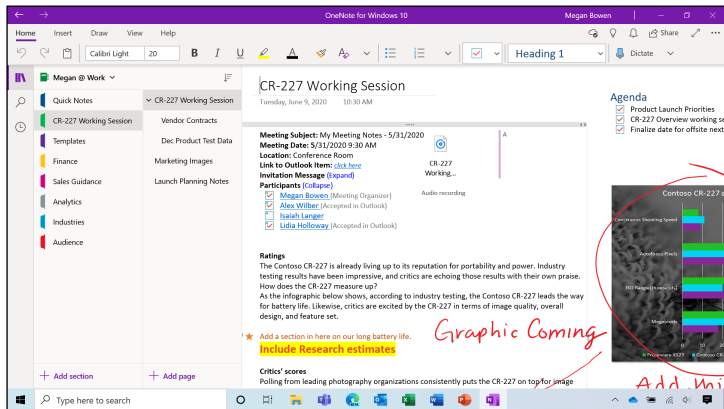 OneNote for Windows 10
Megan Bowen
Home Insert Draw View Help
Share
Calibri Light 20 B I U A Heading 1 Dictate
Megan @ Work
Quick Notes
CR-227 Working Session
Templates
Finance
Sales Guidance
Analytics
Industries
Audience
Add section
CR-227 Working Session
Vendor Contracts
Dec Product Test Data
Marketing Images
Launch Planning Notes
Add page
CR-227 Working Session
Tuesday, June 9, 2020 10:30 AM
Meeting Subject: My Meeting Notes - 5/31/2020
Meeting Date: 5/31/2020 9:30 AM
Location: Conference Room
Link to Outlook Item: click here
Invitation Message (Expand)
Participants (Collapse)
Megan Bowen (Meeting Organizer)
Alex Wilber (Accepted in Outlook)
Isaiah Langer
Lidia Holloway (Accepted in Outlook)
CR-227
Working...
Audio recording
A
Ratings
The Contoso CR-227 is already living up to its reputation for portability and power. Industry
testing results have been impressive, and critics are echoing those results with their own praise.
How does the CR-227 measure up?
As the infographic below shows, according to industry testing, the Contoso CR-227 leads the way
for battery life. Likewise, critics are excited by the CR-227 in terms of image quality, overall
design, and feature set.
Add a section in here on our long battery life.
Include Research estimates
Critics' scores
Polling from leading photography organizations consistently puts the CR-227 on top for image
Graphic Coming
Agenda
Product Launch Priorities
CR-227 Overview working se
Finalize date for offsite next
Contoso CR-227 a
Continuous Shooting Speed
Autofocus Pixels
ISO Range (thousands)
Megapixels
0 10 20
Proseware X123 Contoso CR-
Type here to search